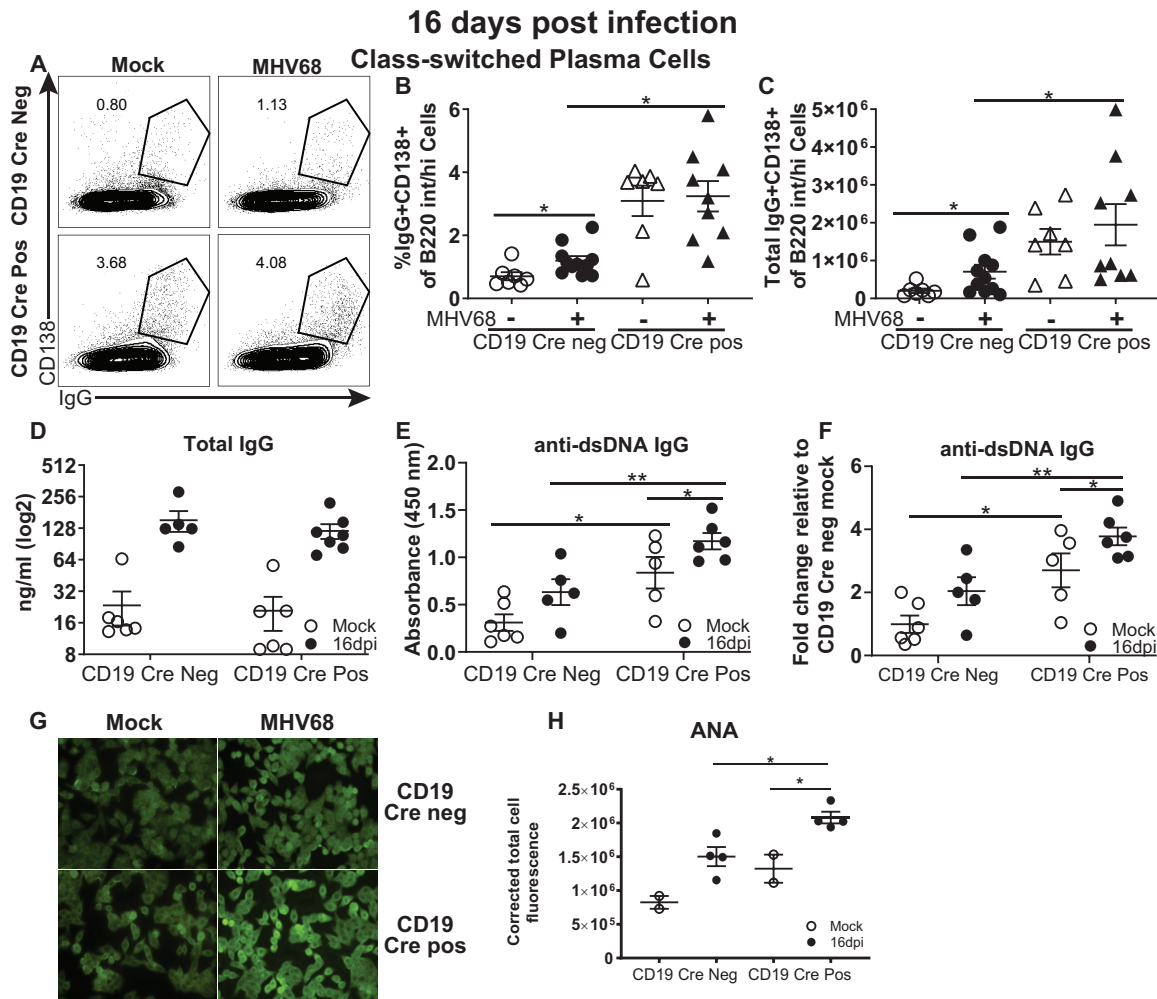 16 days post infection
Class-switched Plasma Cells
A
Mock
MHV68
CD19 Cre Neg
CD19 Cre Pos
0.80
1.13
3.68
4.08
CD138
IgG
B
%IgG+CD138+
of B220 int/hi Cells
6
4
2
0
*
*
MHV68
-
+
-
+
CD19 Cre neg
CD19 Cre pos
C
Total IgG+CD138+
of B220 int/hi Cells
5×10⁶
4×10⁶
3×10⁶
2×10⁶
1×10⁶
0
*
*
MHV68
-
+
-
+
CD19 Cre neg
CD19 Cre pos
D
Total IgG
ng/ml (log2)
512
256
128
64
32
16
8
Mock
16dpi
CD19 Cre Neg
CD19 Cre Pos
E
anti-dsDNA IgG
Absorbance (450 nm)
2.0
1.5
1.0
0.5
0.0
**
*
*
Mock
16dpi
CD19 Cre Neg
CD19 Cre Pos
F
anti-dsDNA IgG
Fold change relative to
CD19 Cre neg mock
6
4
2
0
**
*
*
Mock
16dpi
CD19 Cre Neg
CD19 Cre Pos
G
Mock
MHV68
CD19
Cre neg
CD19
Cre pos
H
ANA
Corrected total cell
fluorescence
2.5×10⁶
2×10⁶
1.5×10⁶
1×10⁶
5×10⁵
0
*
*
Mock
16dpi
CD19 Cre Neg
CD19 Cre Pos